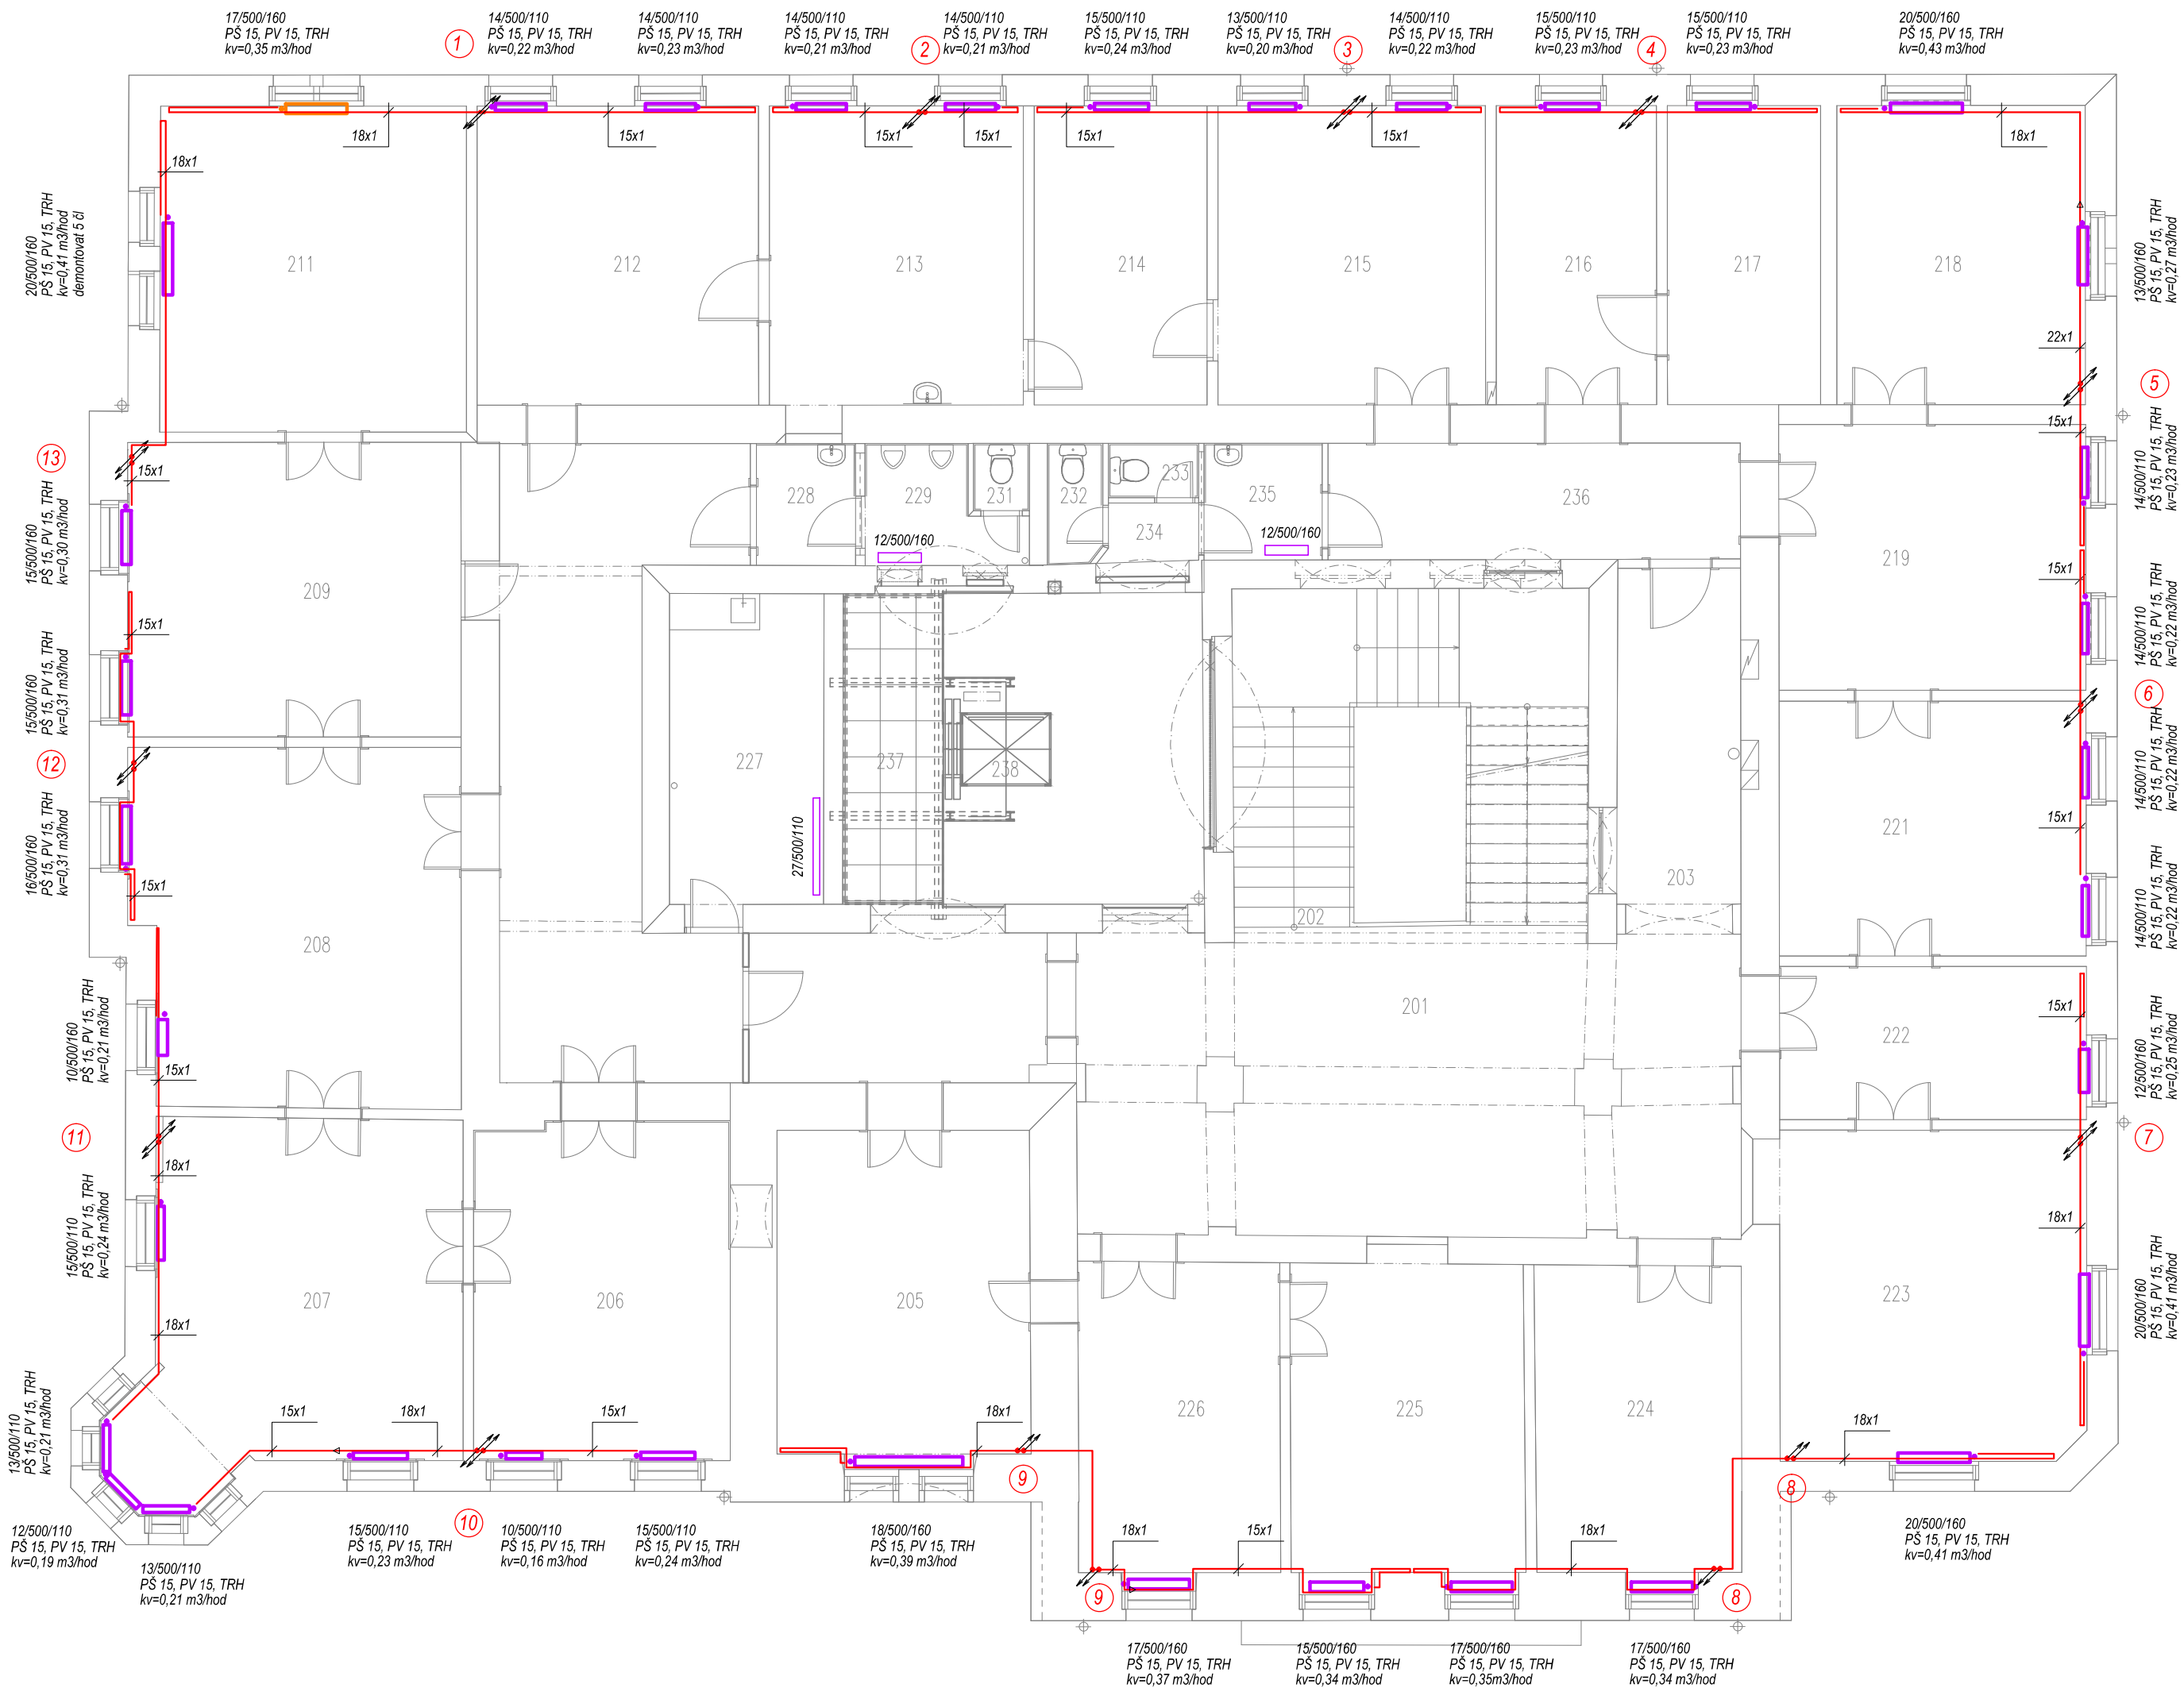 17/500/160
PŠ 15, PV 15, TRH
kv=0,35 m3/hod
1
14/500/110
PŠ 15, PV 15, TRH
kv=0,22 m3/hod
14/500/110
PŠ 15, PV 15, TRH
kv=0,23 m3/hod
14/500/110
PŠ 15, PV 15, TRH
kv=0,21 m3/hod
2
14/500/110
PŠ 15, PV 15, TRH
kv=0,21 m3/hod
15/500/110
PŠ 15, PV 15, TRH
kv=0,24 m3/hod
13/500/110
PŠ 15, PV 15, TRH
kv=0,20 m3/hod
3
14/500/110
PŠ 15, PV 15, TRH
kv=0,22 m3/hod
15/500/110
PŠ 15, PV 15, TRH
kv=0,23 m3/hod
4
15/500/110
PŠ 15, PV 15, TRH
kv=0,23 m3/hod
20/500/160
PŠ 15, PV 15, TRH
kv=0,43 m3/hod
18x1
15x1
15x1
15x1
15x1
15x1
18x1
18x1
20/500/160
PŠ 15, PV 15, TRH
kv=0,41 m3/hod
demontovat 5 čl
211
212
213
214
215
216
217
218
13/500/160
PŠ 15, PV 15, TRH
kv=0,27 m3/hod
22x1
5
15x1
14/500/110
PŠ 15, PV 15, TRH
kv=0,23 m3/hod
13
15x1
15/500/160
PŠ 15, PV 15, TRH
kv=0,30 m3/hod
228
229
231
232
233
234
235
236
12/500/160
12/500/160
209
219
15x1
14/500/110
PŠ 15, PV 15, TRH
kv=0,22 m3/hod
15x1
15/500/160
PŠ 15, PV 15, TRH
kv=0,31 m3/hod
6
12
227
237
238
14/500/110
PŠ 15, PV 15, TRH
kv=0,22 m3/hod
221
15x1
16/500/160
PŠ 15, PV 15, TRH
kv=0,31 m3/hod
15x1
27/500/110
203
202
14/500/110
PŠ 15, PV 15, TRH
kv=0,22 m3/hod
208
201
10/500/160
PŠ 15, PV 15, TRH
kv=0,21 m3/hod
15x1
15x1
222
12/500/160
PŠ 15, PV 15, TRH
kv=0,25 m3/hod
11
7
18x1
15/500/110
PŠ 15, PV 15, TRH
kv=0,24 m3/hod
18x1
207
206
205
223
20/500/160
PŠ 15, PV 15, TRH
kv=0,41 m3/hod
18x1
13/500/110
PŠ 15, PV 15, TRH
kv=0,21 m3/hod
15x1
18x1
15x1
18x1
226
225
224
18x1
9
8
12/500/110
PŠ 15, PV 15, TRH
kv=0,19 m3/hod
13/500/110
PŠ 15, PV 15, TRH
kv=0,21 m3/hod
15/500/110
PŠ 15, PV 15, TRH
kv=0,23 m3/hod
10
10/500/110
PŠ 15, PV 15, TRH
kv=0,16 m3/hod
15/500/110
PŠ 15, PV 15, TRH
kv=0,24 m3/hod
18/500/160
PŠ 15, PV 15, TRH
kv=0,39 m3/hod
18x1
15x1
18x1
20/500/160
PŠ 15, PV 15, TRH
kv=0,41 m3/hod
9
8
17/500/160
PŠ 15, PV 15, TRH
kv=0,37 m3/hod
15/500/160
PŠ 15, PV 15, TRH
kv=0,34 m3/hod
17/500/160
PŠ 15, PV 15, TRH
kv=0,35m3/hod
17/500/160
PŠ 15, PV 15, TRH
kv=0,34 m3/hod